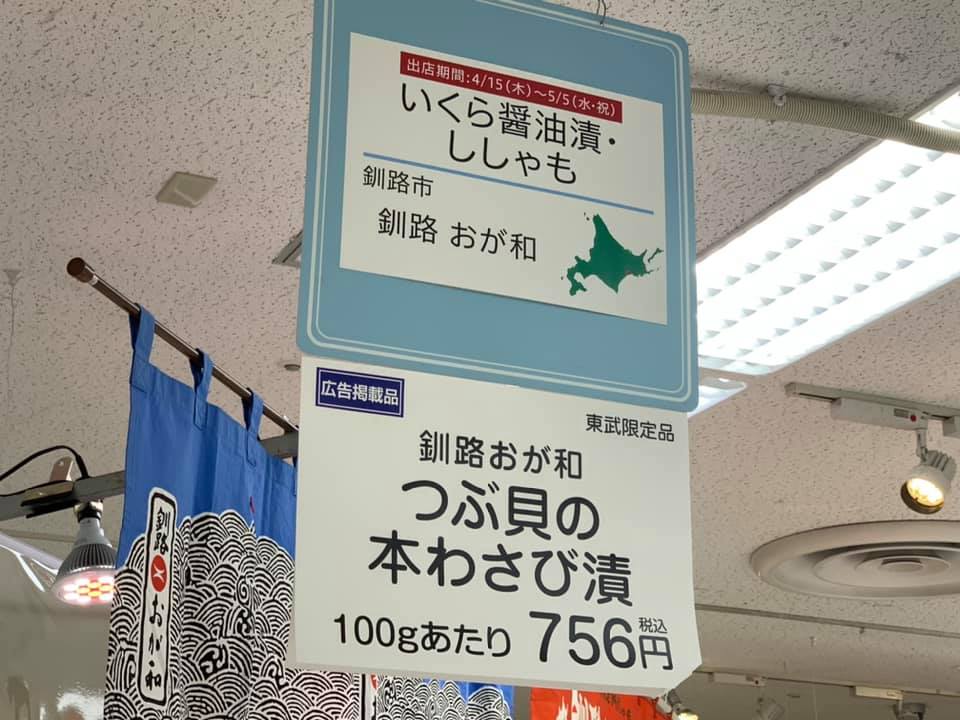 出店期間:4/15(木)~5/5(水・祝)
いくら醤油漬・
ししゃも
釧路市
釧路 おが和
広告掲載品
東武限定品
釧路おが和
つぶ貝の
本わさび漬
100gあたり 756円 税込
釧路 おが和